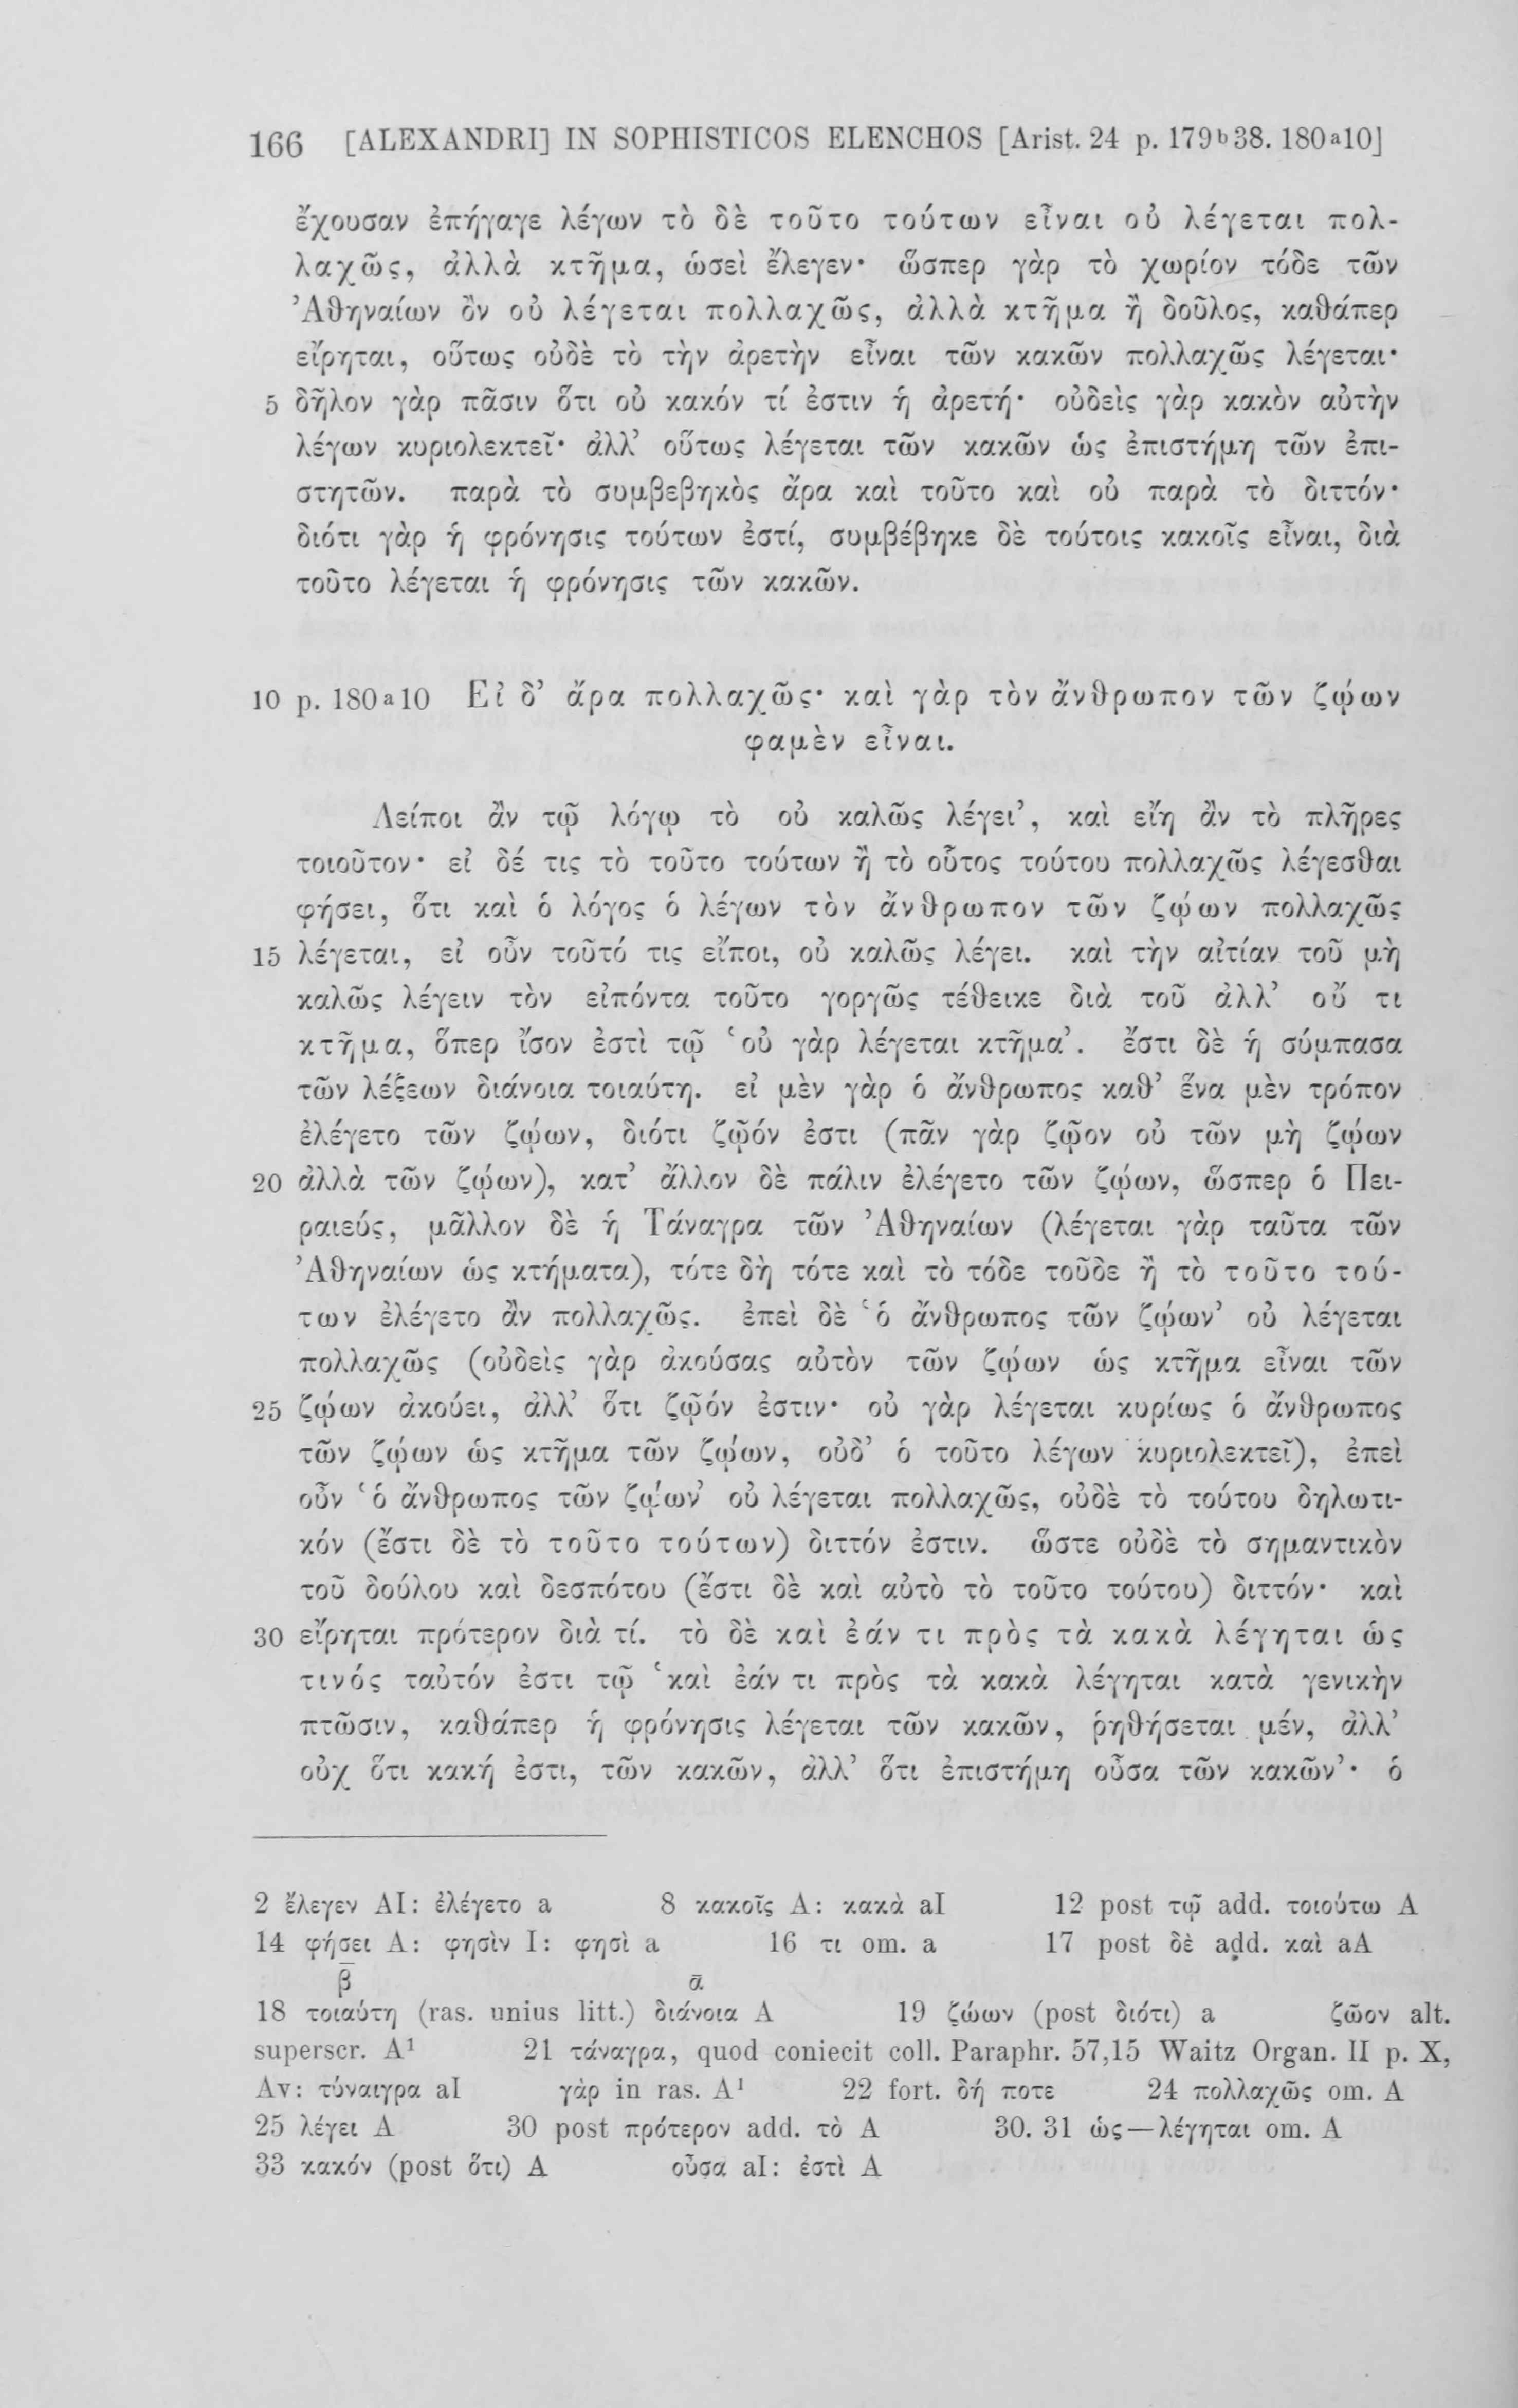 166 [ALEXANDRI] IN SOPHISTICOS ELENCHOS [Arist. 24 p. 179b38. 180a10]
ἔχουσαν ἐπήγαγε λέγων τὸ δὲ τοῦτο τούτων εἶναι οὐ λέγεται πολ-
λαχῶς, ἀλλὰ κτῆμα, ὡσεὶ ἔλεγεν· ὥσπερ γὰρ τὸ χωρίον τόδε τῶν
Ἀθηναίων ὂν οὐ λέγεται πολλαχῶς, ἀλλὰ κτῆμα ἢ δοῦλος, καθάπερ
εἴρηται, οὕτως οὐδὲ τὸ τὴν ἀρετὴν εἶναι τῶν κακῶν πολλαχῶς λέγεται·
5 δῆλον γὰρ πᾶσιν ὅτι οὐ κακόν τί ἐστιν ἡ ἀρετή· οὐδεὶς γὰρ κακὸν αὐτὴν
λέγων κυριολεκτεῖ· ἀλλ’ οὕτως λέγεται τῶν κακῶν ὡς ἐπιστήμη τῶν ἐπι-
στητῶν. παρὰ τὸ συμβεβηκὸς ἄρα καὶ τοῦτο καὶ οὐ παρὰ τὸ διττόν·
διότι γὰρ ἡ φρόνησις τούτων ἐστί, συμβέβηκε δὲ τούτοις κακοῖς εἶναι, διὰ
τοῦτο λέγεται ἡ φρόνησις τῶν κακῶν.
10 p. 180a10 Εἰ δ’ ἄρα πολλαχῶς· καὶ γὰρ τὸν ἄνθρωπον τῶν ζῴων
φαμὲν εἶναι.
Λείποι ἂν τῷ λόγῳ τὸ οὐ καλῶς λέγει’, καὶ εἴη ἂν τὸ πλῆρες
τοιοῦτον· εἰ δέ τις τὸ τοῦτο τούτων ἢ τὸ οὗτος τούτου πολλαχῶς λέγεσθαι
φήσει, ὅτι καὶ ὁ λόγος ὁ λέγων τὸν ἄνθρωπον τῶν ζῴων πολλαχῶς
15 λέγεται, εἰ οὖν τοῦτό τις εἴποι, οὐ καλῶς λέγει. καὶ τὴν αἰτίαν τοῦ μὴ
καλῶς λέγειν τὸν εἰπόντα τοῦτο γοργῶς τέθεικε διὰ τοῦ ἀλλ’ οὔ τι
κτῆμα, ὅπερ ἴσον ἐστὶ τῷ ‘οὐ γὰρ λέγεται κτῆμα’. ἔστι δὲ ἡ σύμπασα
τῶν λέξεων διάνοια τοιαύτη. εἰ μὲν γὰρ ὁ ἄνθρωπος καθ’ ἕνα μὲν τρόπον
ἐλέγετο τῶν ζῴων, διότι ζῷόν ἐστι (πᾶν γὰρ ζῷον οὐ τῶν μὴ ζῴων
20 ἀλλὰ τῶν ζῴων), κατ’ ἄλλον δὲ πάλιν ἐλέγετο τῶν ζῴων, ὥσπερ ὁ Πει-
ραιεύς, μᾶλλον δὲ ἡ Τάναγρα τῶν Ἀθηναίων (λέγεται γὰρ ταῦτα τῶν
Ἀθηναίων ὡς κτήματα), τότε δὴ τότε καὶ τὸ τόδε τοῦδε ἢ τὸ τοῦτο τού-
των ἐλέγετο ἂν πολλαχῶς. ἐπεὶ δὲ ‘ὁ ἄνθρωπος τῶν ζῴων’ οὐ λέγεται
πολλαχῶς (οὐδεὶς γὰρ ἀκούσας αὐτὸν τῶν ζῴων ὡς κτῆμα εἶναι τῶν
25 ζῴων ἀκούει, ἀλλ’ ὅτι ζῷόν ἐστιν· οὐ γὰρ λέγεται κυρίως ὁ ἄνθρωπος
τῶν ζῴων ὡς κτῆμα τῶν ζῴων, οὐδ’ ὁ τοῦτο λέγων κυριολεκτεῖ), ἐπεὶ
οὖν ‘ὁ ἄνθρωπος τῶν ζῴων’ οὐ λέγεται πολλαχῶς, οὐδὲ τὸ τούτου δηλωτι-
κόν (ἔστι δὲ τὸ τοῦτο τούτων) διττόν ἐστιν. ὥστε οὐδὲ τὸ σημαντικὸν
τοῦ δούλου καὶ δεσπότου (ἔστι δὲ καὶ αὐτὸ τὸ τοῦτο τούτου) διττόν· καὶ
30 εἴρηται πρότερον διὰ τί. τὸ δὲ καὶ ἐάν τι πρὸς τὰ κακὰ λέγηται ὡς
τινός ταὐτόν ἐστι τῷ ‘καὶ ἐάν τι πρὸς τὰ κακὰ λέγηται κατὰ γενικὴν
πτῶσιν, καθάπερ ἡ φρόνησις λέγεται τῶν κακῶν, ῥηθήσεται μέν, ἀλλ’
οὐχ ὅτι κακή ἐστι, τῶν κακῶν, ἀλλ’ ὅτι ἐπιστήμη οὖσα τῶν κακῶν’· ὁ
2 ἔλεγεν AI: ἐλέγετο a 8 κακοῖς A: κακὰ aI 12 post τῷ add. τοιούτω A
14 φήσει A: φησὶν I: φησὶ a 16 τι om. a 17 post δὲ add. καὶ aA
β̄ ᾱ
18 τοιαύτη (ras. unius litt.) διάνοια A 19 ζώων (post διότι) a ζῶον alt.
superscr. A¹ 21 τάναγρα, quod coniecit coll. Paraphr. 57,15 Waitz Organ. II p. X,
Av: τύναιγρα aI γὰρ in ras. A¹ 22 fort. δή ποτε 24 πολλαχῶς om. A
25 λέγει A 30 post πρότερον add. τὸ A 30. 31 ὡς—λέγηται om. A
33 κακόν (post ὅτι) A οὖσα aI: ἐστὶ A